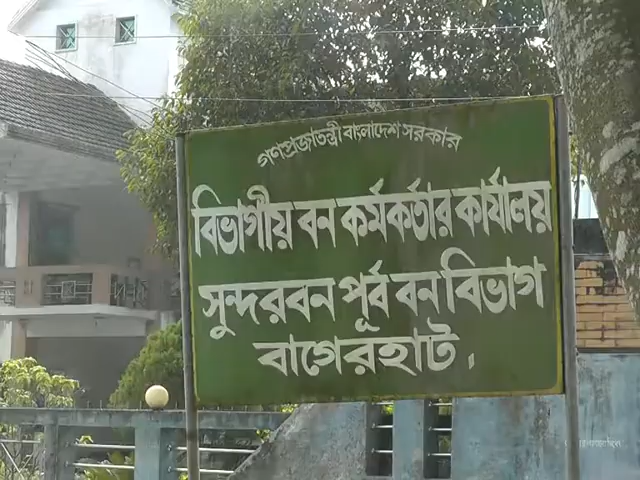 গণপ্রজাতন্ত্রী বাংলাদেশ সরকার
বিভাগীয় বন কর্মকর্তার কার্যালয়
সুন্দরবন পূর্ব বন বিভাগ
বাগেরহাট।